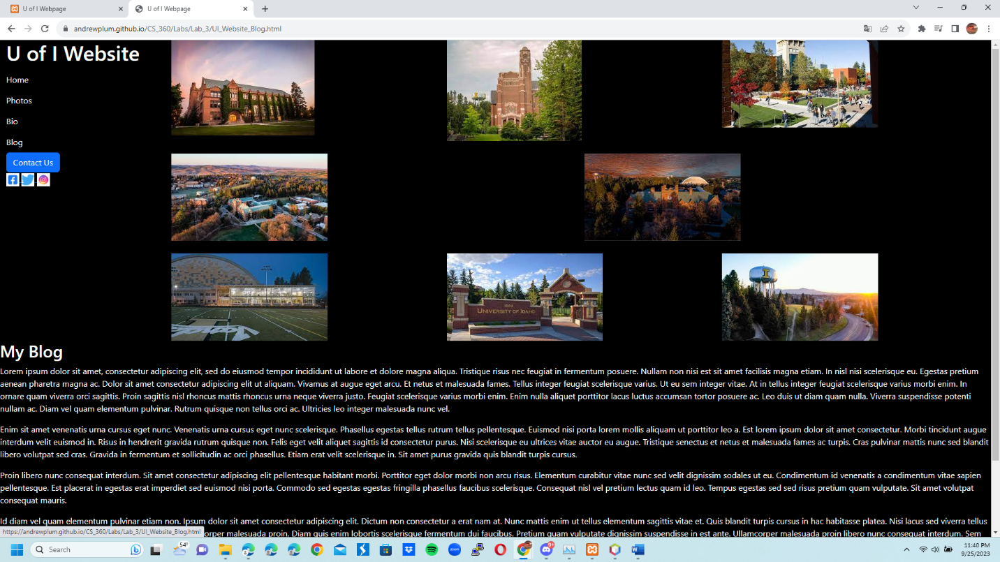 U of I Webpage
U of I Webpage
andrewplum.github.io/CS_360/Labs/Lab_3/UI_Website_Blog.html
U of I Website
Home
Photos
Bio
Blog
Contact Us
I
1889
UNIVERSITY OF IDAHO
My Blog
Lorem ipsum dolor sit amet, consectetur adipiscing elit, sed do eiusmod tempor incididunt ut labore et dolore magna aliqua. Tristique risus nec feugiat in fermentum posuere. Nullam non nisi est sit amet facilisis magna etiam. In nisl nisi scelerisque eu. Egestas pretium
aenean pharetra magna ac. Dolor sit amet consectetur adipiscing elit ut aliquam. Vivamus at augue eget arcu. Et netus et malesuada fames. Tellus integer feugiat scelerisque varius. Ut eu sem integer vitae. At in tellus integer feugiat scelerisque varius morbi enim. In
ornare quam viverra orci sagittis. Proin sagittis nisl rhoncus mattis rhoncus urna neque viverra justo. Feugiat scelerisque varius morbi enim. Enim nulla aliquet porttitor lacus luctus accumsan tortor posuere ac. Leo duis ut diam quam nulla. Viverra suspendisse potenti
nullam ac. Diam vel quam elementum pulvinar. Rutrum quisque non tellus orci ac. Ultricies leo integer malesuada nunc vel.
Enim sit amet venenatis urna cursus eget nunc. Venenatis urna cursus eget nunc scelerisque. Phasellus egestas tellus rutrum tellus pellentesque. Euismod nisi porta lorem mollis aliquam ut porttitor leo a. Est lorem ipsum dolor sit amet consectetur. Morbi tincidunt augue
interdum velit euismod in. Risus in hendrerit gravida rutrum quisque non. Felis eget velit aliquet sagittis id consectetur purus. Nisi scelerisque eu ultrices vitae auctor eu augue. Tristique senectus et netus et malesuada fames ac turpis. Cras pulvinar mattis nunc sed blandit
libero volutpat sed cras. Gravida in fermentum et sollicitudin ac orci phasellus. Etiam erat velit scelerisque in. Sit amet purus gravida quis blandit turpis cursus.
Proin libero nunc consequat interdum. Sit amet consectetur adipiscing elit pellentesque habitant morbi. Porttitor eget dolor morbi non arcu risus. Elementum curabitur vitae nunc sed velit dignissim sodales ut eu. Condimentum id venenatis a condimentum vitae sapien
pellentesque. Est placerat in egestas erat imperdiet sed euismod nisi porta. Commodo sed egestas egestas fringilla phasellus faucibus scelerisque. Consequat nisl vel pretium lectus quam id leo. Tempus egestas sed sed risus pretium quam vulputate. Sit amet volutpat
consequat mauris.
Id diam vel quam elementum pulvinar etiam non. Ipsum dolor sit amet consectetur adipiscing elit. Dictum non consectetur a erat nam at. Nunc mattis enim ut tellus elementum sagittis vitae et. Quis blandit turpis cursus in hac habitasse platea. Nisi lacus sed viverra tellus
https://andrewplum.github.io/CS_360/Labs/Lab_3/UI_Website_Blog.html
orper malesuada proin. Diam quis enim lobortis scelerisque fermentum dui faucibus. Pretium quam vulputate dignissim suspendisse in est ante. Ullamcorper malesuada proin libero nunc consequat interdum. Sem
Search
54°
zoom
9+
11:40 PM
9/25/2023